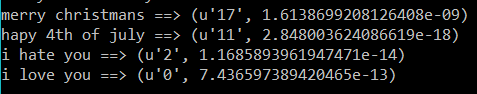 merry christmans ==> (u'17', 1.6138699208126408e-09)
hapy 4th of july ==> (u'11', 2.848003624086619e-18)
i hate you ==> (u'2', 1.1685893961947471e-14)
i love you ==> (u'0', 7.436597389420465e-13)